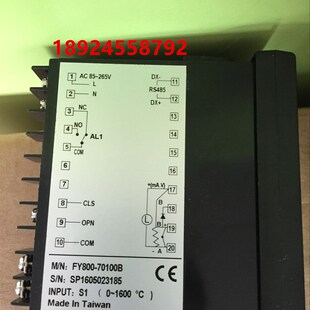 18924558792
1 AC 85~265V
L
2 N
3 NC
4 NO
AL1
5 COM
6
7
8 CLS
9 OPN
10 COM
DX- 11
RS485
DX+ 12
13
14
15
16
+(mA.V) 17
L
B 18
B 19
- A 20
M/N: FY800-70100B
S/N: SP1605023185
INPUT: S1 ( 0~1600 °C )
Made In Taiwan
CE